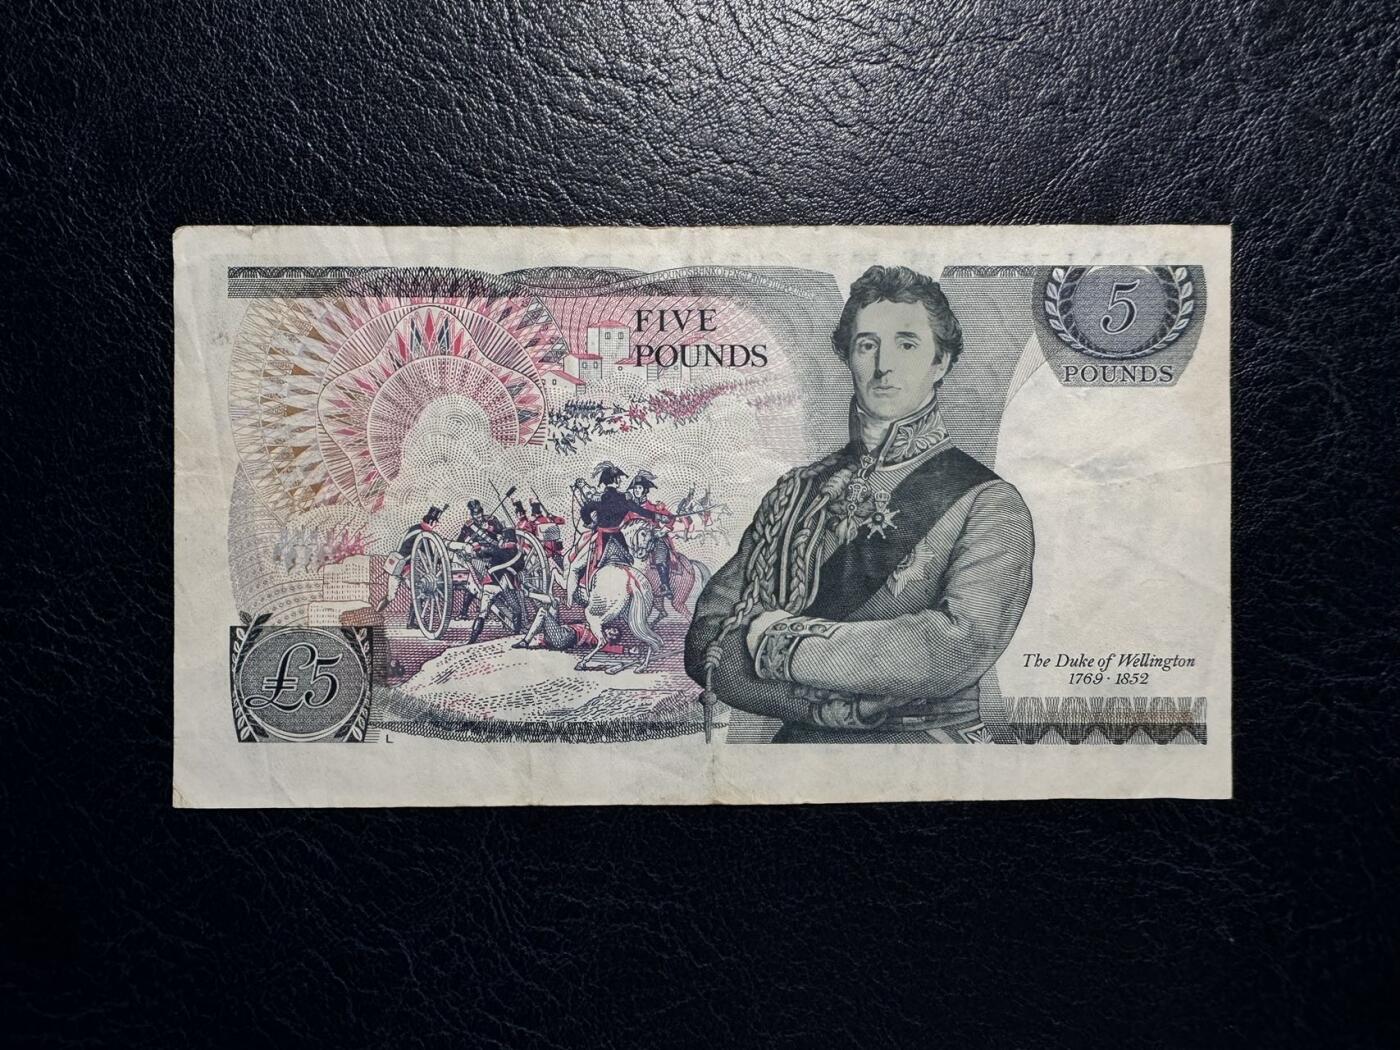 FIVE
POUNDS
5
POUNDS
The Duke of Wellington
1769 · 1852
£5
L